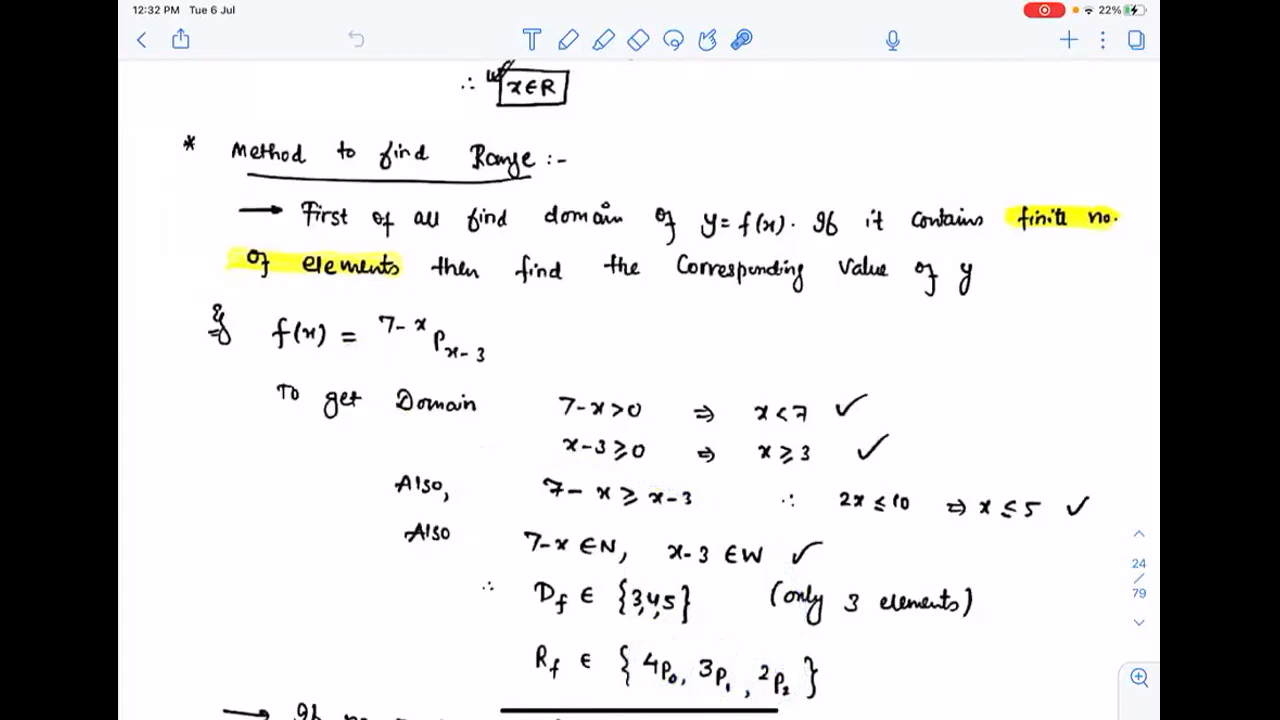 12:32 PM Tue 6 Jul 22%
∴ x∈R
* Method to find Range :-
→ First of all find domain of y = f(x). If it contains finite no.
of elements then find the corresponding value of y
Eg f(x) = ⁷⁻ˣPₓ₋₃
To get Domain 7-x>0 ⇒ x<7 ✓
x-3≥0 ⇒ x≥3 ✓
Also, 7-x ≥ x-3 ∴ 2x ≤ 10 ⇒ x ≤ 5 ✓
Also 7-x ∈N, x-3 ∈W ✓
∴ Df ∈ {3,4,5} (only 3 elements)
Rf ∈ { 4P₀, 3P₁, ²P₂ }
→ If no
24
/
79